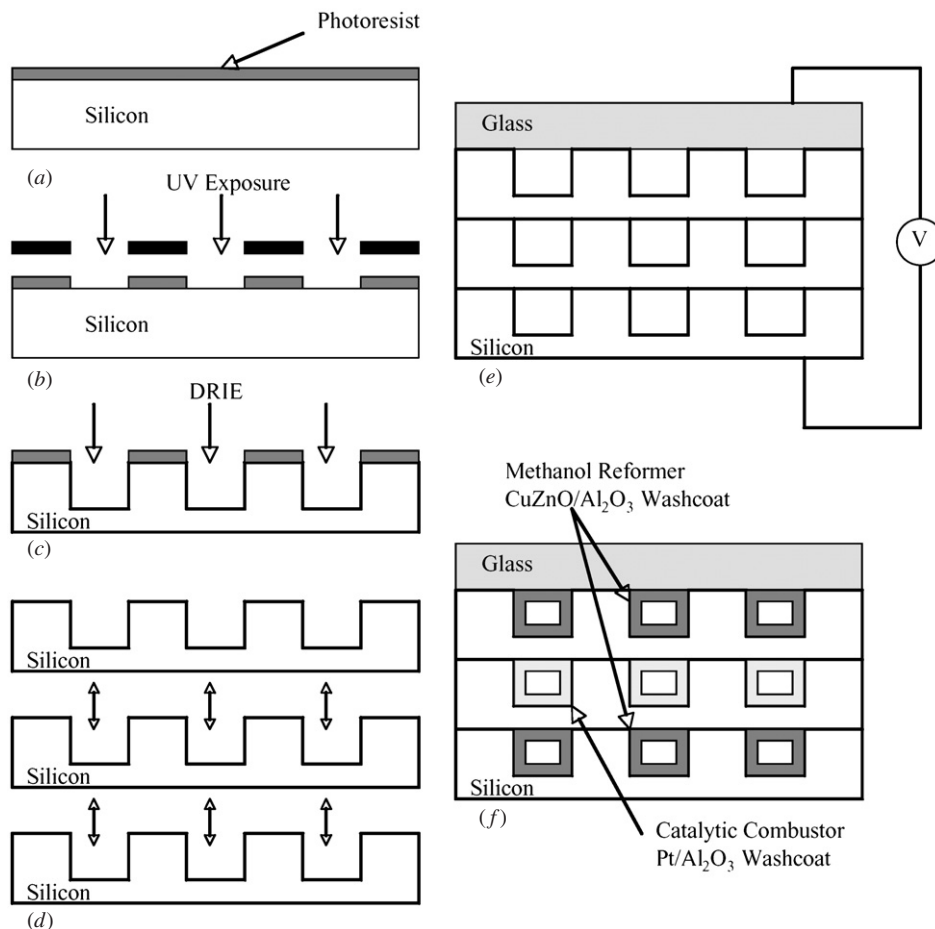 Photoresist
Silicon
(a)
UV Exposure
Silicon
(b)
DRIE
Silicon
(c)
Silicon
Silicon
Silicon
(d)
Glass
V
Silicon
(e)
Methanol Reformer
CuZnO/Al₂O₃ Washcoat
Glass
Silicon
(f)
Catalytic Combustor
Pt/Al₂O₃ Washcoat